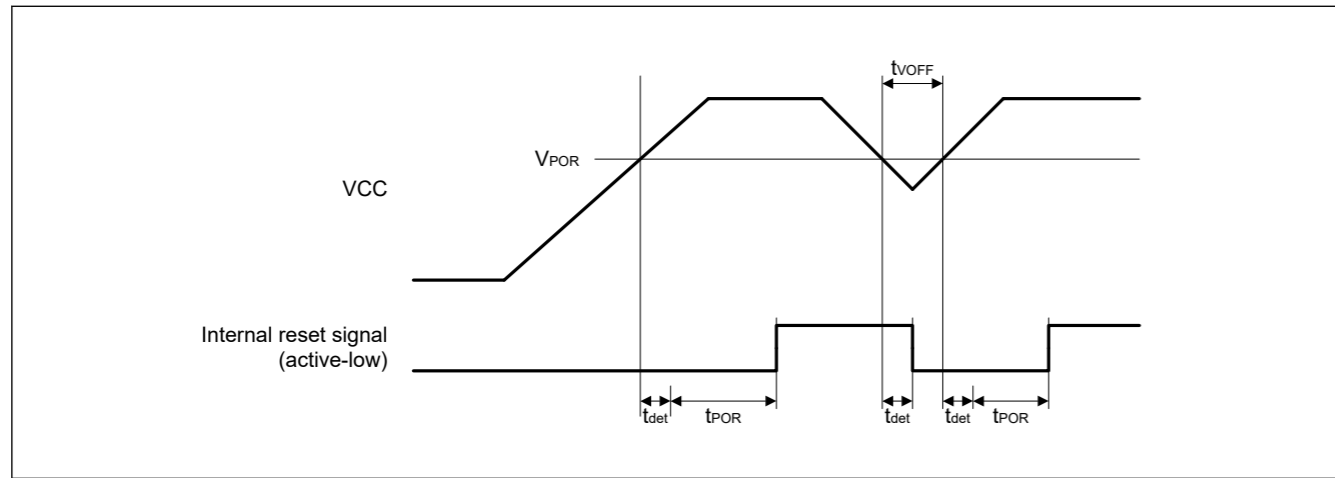 tVOFF
VPOR
VCC
Internal reset signal
(active-low)
tdet
tPOR
tdet
tdet
tPOR